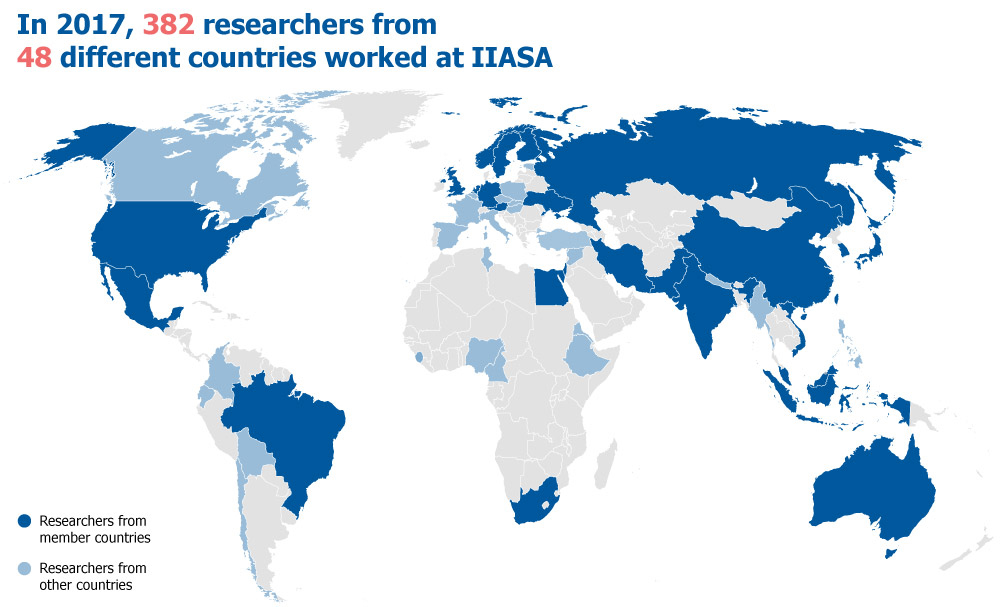 In 2017, 382 researchers from
48 different countries worked at IIASA
Researchers from
member countries
Researchers from
other countries